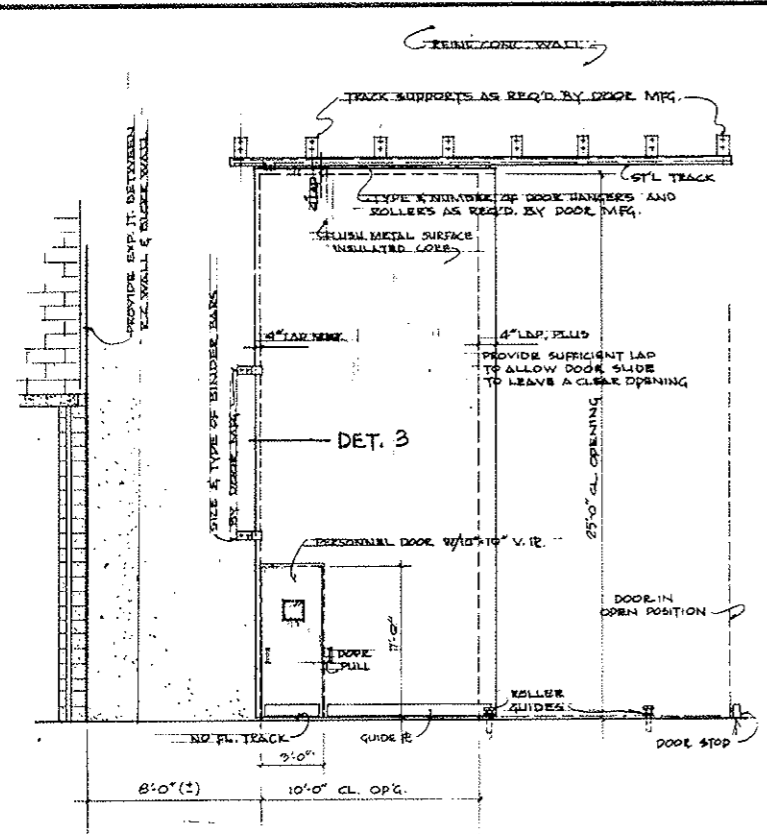 REINF. CONC. WALL
TRACK SUPPORTS AS REQ'D BY DOOR MFG.
ST'L TRACK
TYPE & NUMBER OF DOOR HANGERS AND
ROLLERS AS REQ'D. BY DOOR MFG.
LAP
FLUSH METAL SURFACE
INSULATED CORE
PROVIDE EXP. JT. BETWEEN
R.C. WALL & BLOCK WALL
SIZE & TYPE OF BINDER BARS
BY DOOR MFG.
4" LAP
4" LAP, PLUS
PROVIDE SUFFICIENT LAP
TO ALLOW DOOR SLIDE
TO LEAVE A CLEAR OPENING
25'-0" CL. OPENING
DET. 3
PERSONNEL DOOR W/10"x10" V. P.
7'-0"
DOOR
PULL
DOOR IN
OPEN POSITION
ROLLER
GUIDES
NO FL. TRACK
GUIDE PL
DOOR STOP
3'-0"
8'-0" (±)
10'-0" CL. OP'G.